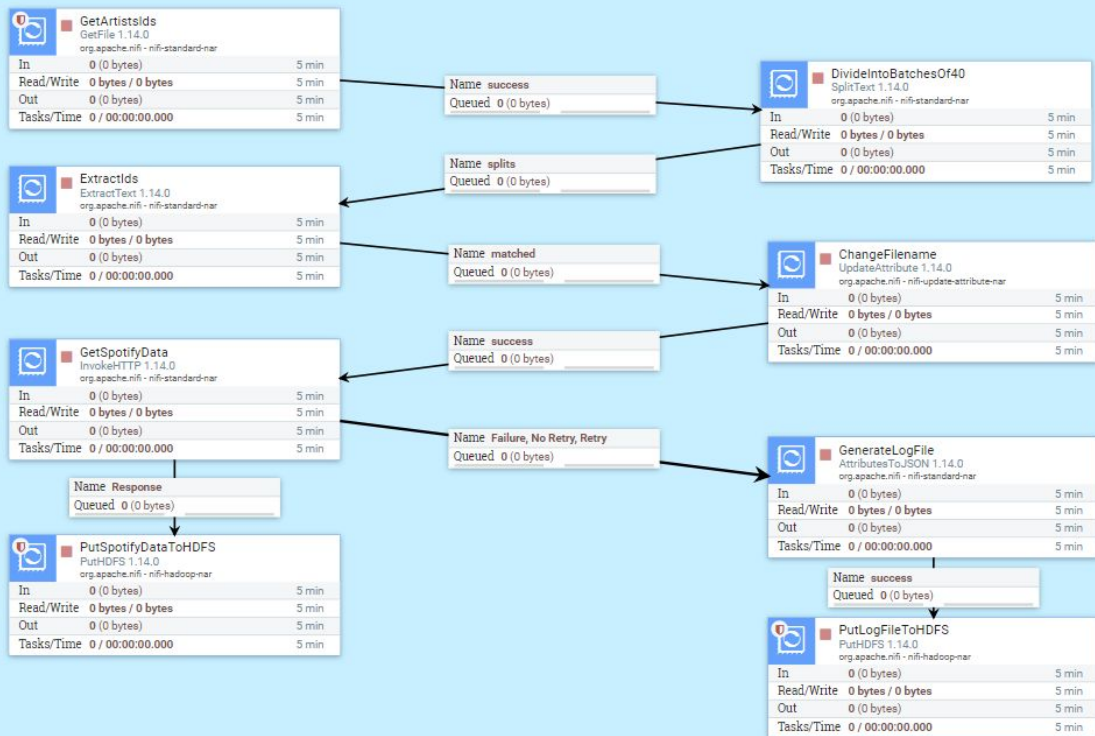 GetArtistsIds
GetFile 1.14.0
org.apache.nifi - nifi-standard-nar
In 0 (0 bytes) 5 min
Read/Write 0 bytes / 0 bytes 5 min
Out 0 (0 bytes) 5 min
Tasks/Time 0 / 00:00:00.000 5 min
Name success
Queued 0 (0 bytes)
DivideIntoBatchesOf40
SplitText 1.14.0
org.apache.nifi - nifi-standard-nar
In 0 (0 bytes) 5 min
Read/Write 0 bytes / 0 bytes 5 min
Out 0 (0 bytes) 5 min
Tasks/Time 0 / 00:00:00.000 5 min
Name splits
Queued 0 (0 bytes)
ExtractIds
ExtractText 1.14.0
org.apache.nifi - nifi-standard-nar
In 0 (0 bytes) 5 min
Read/Write 0 bytes / 0 bytes 5 min
Out 0 (0 bytes) 5 min
Tasks/Time 0 / 00:00:00.000 5 min
Name matched
Queued 0 (0 bytes)
ChangeFilename
UpdateAttribute 1.14.0
org.apache.nifi - nifi-update-attribute-nar
In 0 (0 bytes) 5 min
Read/Write 0 bytes / 0 bytes 5 min
Out 0 (0 bytes) 5 min
Tasks/Time 0 / 00:00:00.000 5 min
Name success
Queued 0 (0 bytes)
GetSpotifyData
InvokeHTTP 1.14.0
org.apache.nifi - nifi-standard-nar
In 0 (0 bytes) 5 min
Read/Write 0 bytes / 0 bytes 5 min
Out 0 (0 bytes) 5 min
Tasks/Time 0 / 00:00:00.000 5 min
Name Failure, No Retry, Retry
Queued 0 (0 bytes)
GenerateLogFile
AttributesToJSON 1.14.0
org.apache.nifi - nifi-standard-nar
In 0 (0 bytes) 5 min
Read/Write 0 bytes / 0 bytes 5 min
Out 0 (0 bytes) 5 min
Tasks/Time 0 / 00:00:00.000 5 min
Name Response
Queued 0 (0 bytes)
PutSpotifyDataToHDFS
PutHDFS 1.14.0
org.apache.nifi - nifi-hadoop-nar
In 0 (0 bytes) 5 min
Read/Write 0 bytes / 0 bytes 5 min
Out 0 (0 bytes) 5 min
Tasks/Time 0 / 00:00:00.000 5 min
Name success
Queued 0 (0 bytes)
PutLogFileToHDFS
PutHDFS 1.14.0
org.apache.nifi - nifi-hadoop-nar
In 0 (0 bytes) 5 min
Read/Write 0 bytes / 0 bytes 5 min
Out 0 (0 bytes) 5 min
Tasks/Time 0 / 00:00:00.000 5 min